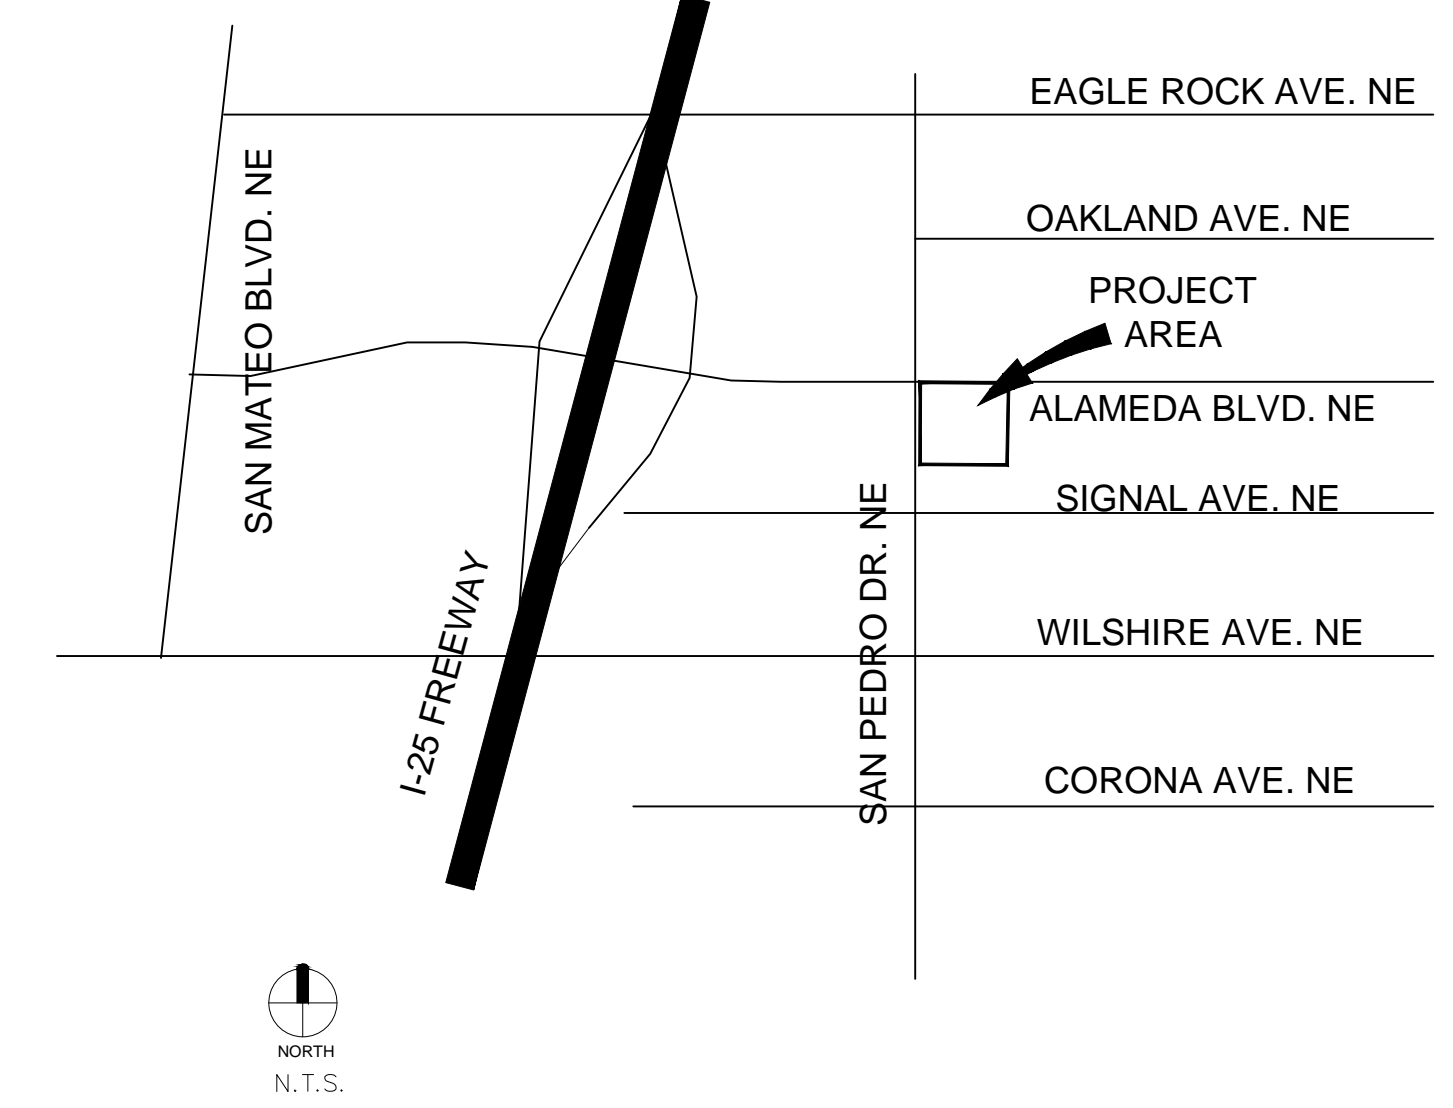 EAGLE ROCK AVE. NE
OAKLAND AVE. NE
PROJECT
AREA
ALAMEDA BLVD. NE
SIGNAL AVE. NE
WILSHIRE AVE. NE
CORONA AVE. NE
SAN MATEO BLVD. NE
I-25 FREEWAY
SAN PEDRO DR. NE
NORTH
N.T.S.